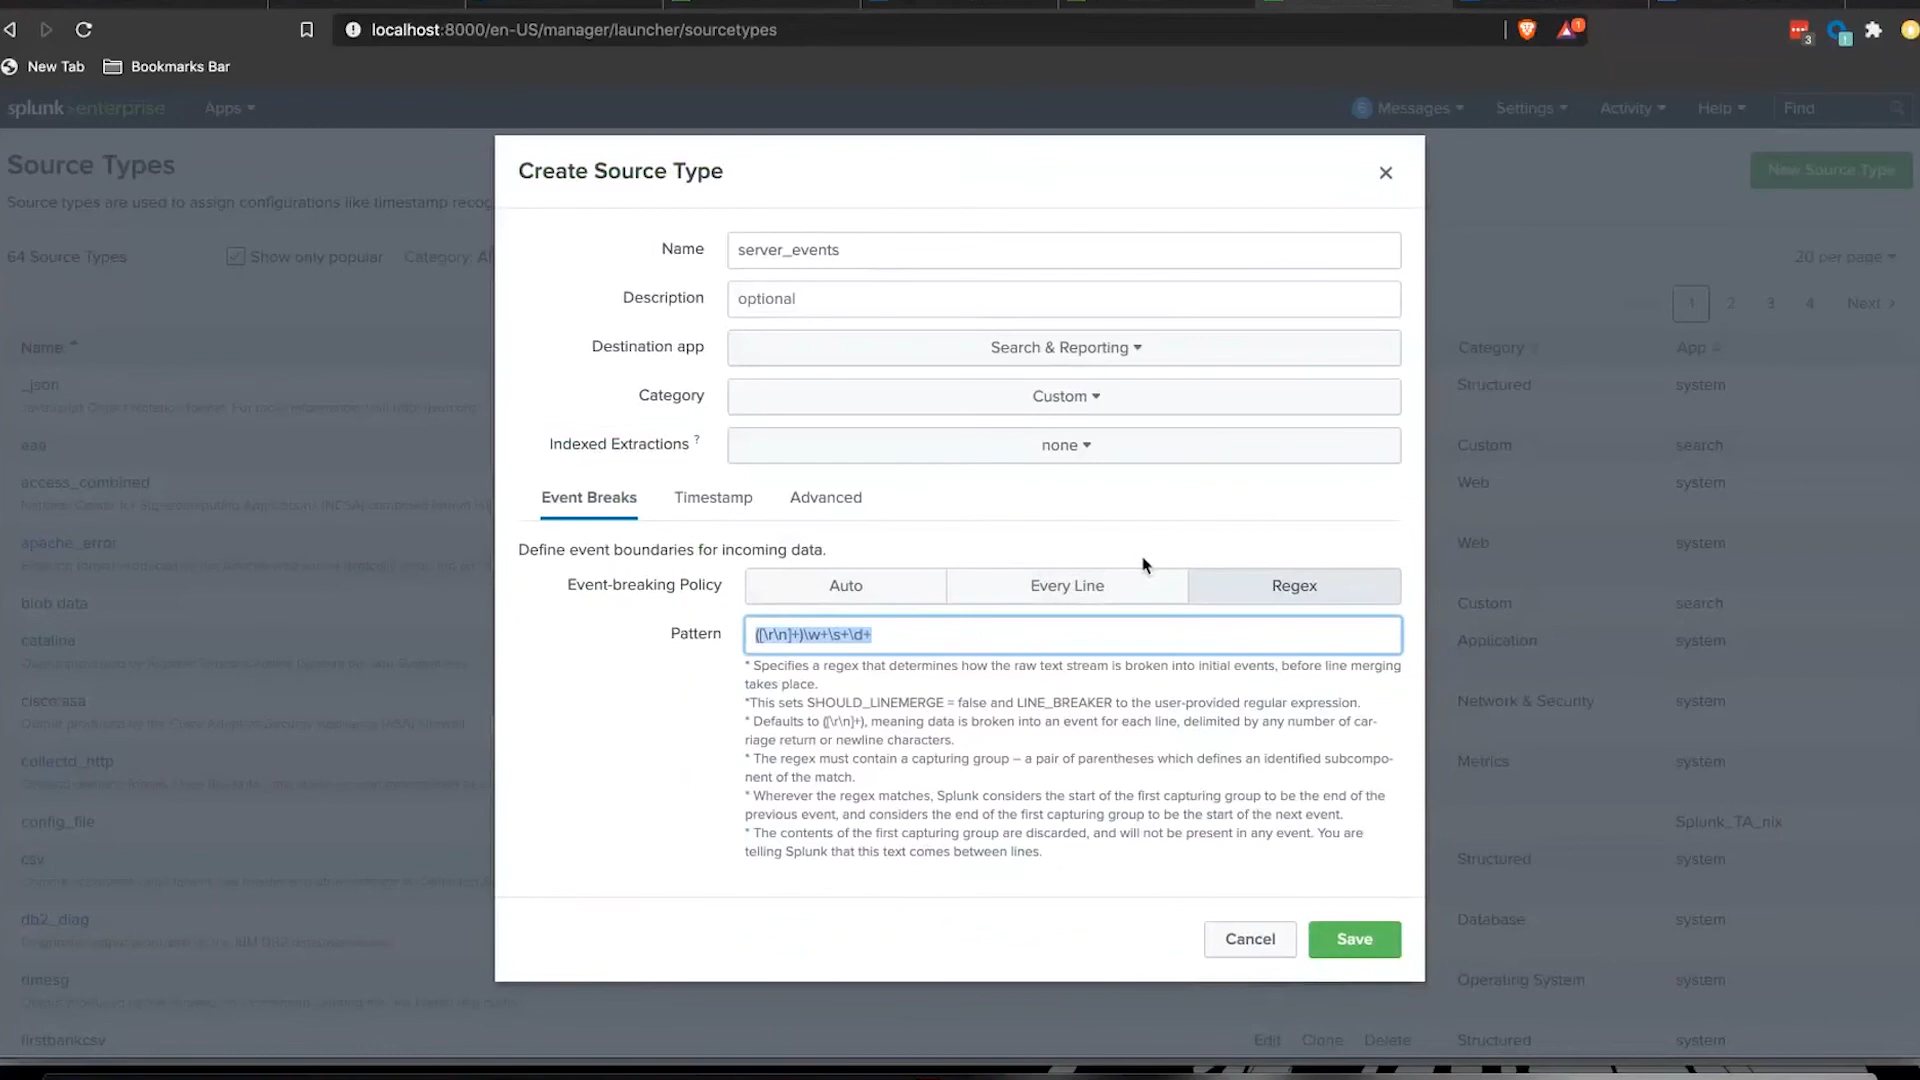 localhost:8000/en-US/manager/launcher/sourcetypes
1
3
1
New Tab
Bookmarks Bar
splunk>enterprise
Apps
6
Messages
Settings
Activity
Help
Find
Source Types
New Source Type
Source types are used to assign configurations like timestamp recog
64 Source Types
Show only popular
Category: Al
20 per page
1
2
3
4
Next >
Name
Category
App
_json
Structured
system
Custom
search
access_combined
Web
system
apache_error
Web
system
blob data
Custom
search
catalina
Application
system
cisco:asa
Network & Security
system
collectd_http
Metrics
system
config_file
Splunk_TA_nix
csv
Structured
system
db2_diag
Database
system
dmesg
Operating System
system
firstbankcsv
Edit
Clone
Delete
Structured
system
Create Source Type
Name
server_events
Description
optional
Destination app
Search & Reporting
Category
Custom
Indexed Extractions ?
none
Event Breaks
Timestamp
Advanced
Define event boundaries for incoming data.
Event-breaking Policy
Auto
Every Line
Regex
Pattern
([\r\n]+)\w+\s+\d+
* Specifies a regex that determines how the raw text stream is broken into initial events, before line merging
takes place.
*This sets SHOULD_LINEMERGE = false and LINE_BREAKER to the user-provided regular expression.
* Defaults to ([\r\n]+), meaning data is broken into an event for each line, delimited by any number of car-
riage return or newline characters.
* The regex must contain a capturing group – a pair of parentheses which defines an identified subcompo-
nent of the match.
* Wherever the regex matches, Splunk considers the start of the first capturing group to be the end of the
previous event, and considers the end of the first capturing group to be the start of the next event.
* The contents of the first capturing group are discarded, and will not be present in any event. You are
telling Splunk that this text comes between lines.
Cancel
Save